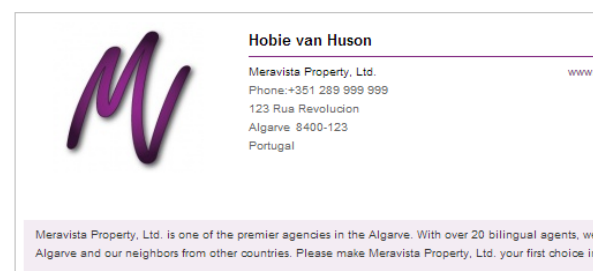 Hobie van Huson
Meravista Property, Ltd. www
Phone:+351 289 999 999
123 Rua Revolucion
Algarve 8400-123
Portugal
Meravista Property, Ltd. is one of the premier agencies in the Algarve. With over 20 bilingual agents,
Algarve and our neighbors from other countries. Please make Meravista Property, Ltd. your first choice